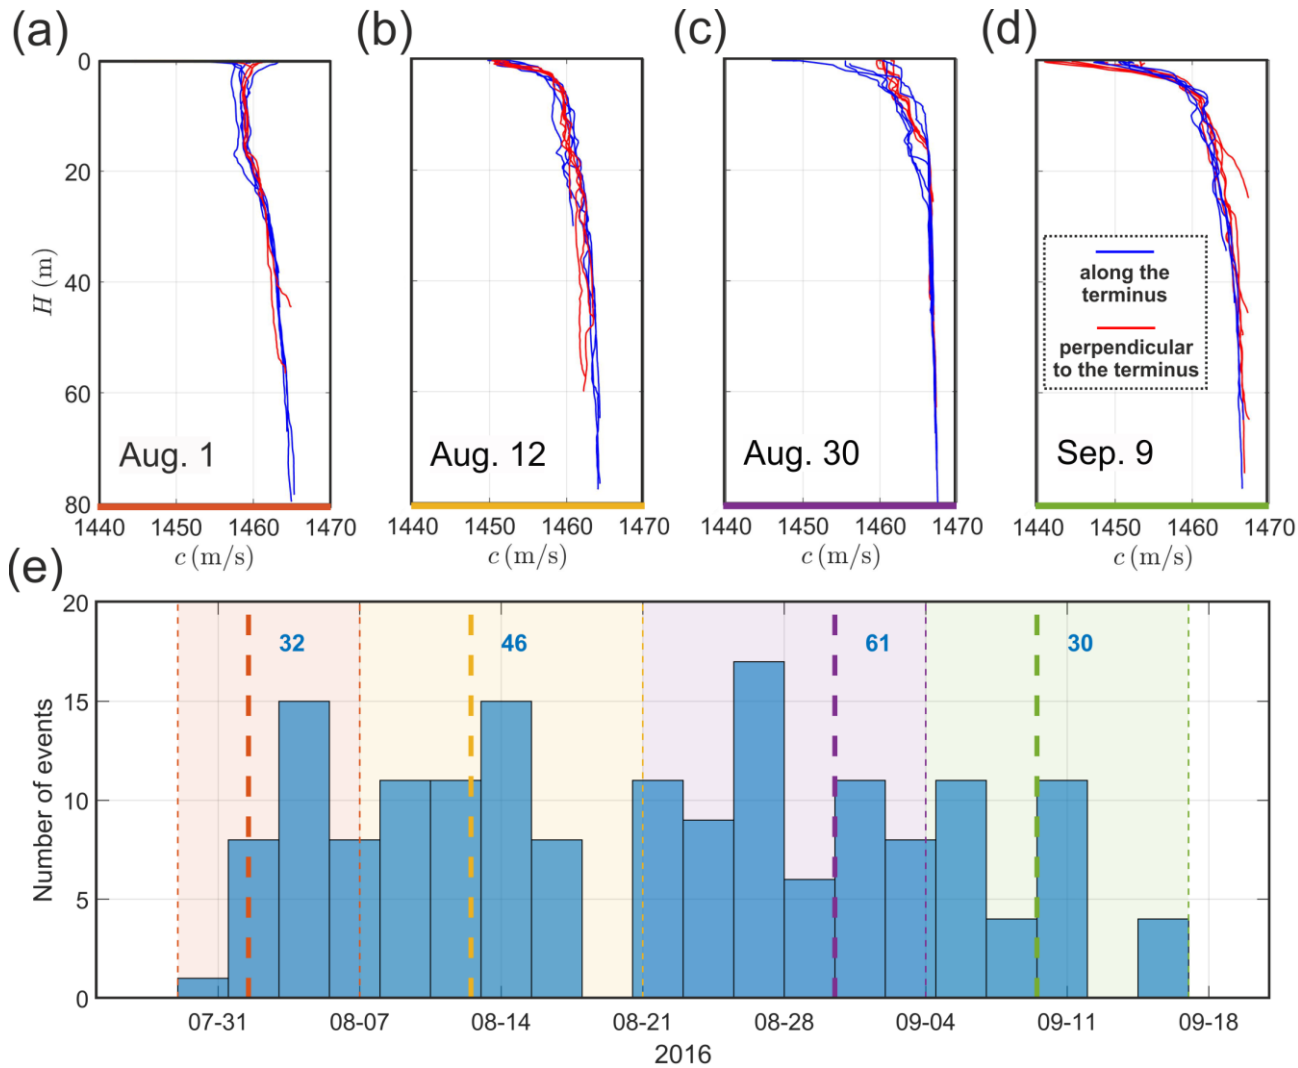 (a)
(b)
(c)
(d)
0
20
40
60
80
H (m)
Aug. 1
Aug. 12
Aug. 30
Sep. 9
along the
terminus
perpendicular
to the terminus
1440 1450 1460 1470
1440 1450 1460 1470
1440 1450 1460 1470
1440 1450 1460 1470
c (m/s)
c (m/s)
c (m/s)
c (m/s)
(e)
20
15
10
5
0
Number of events
32
46
61
30
07-31 08-07 08-14 08-21 08-28 09-04 09-11 09-18
2016